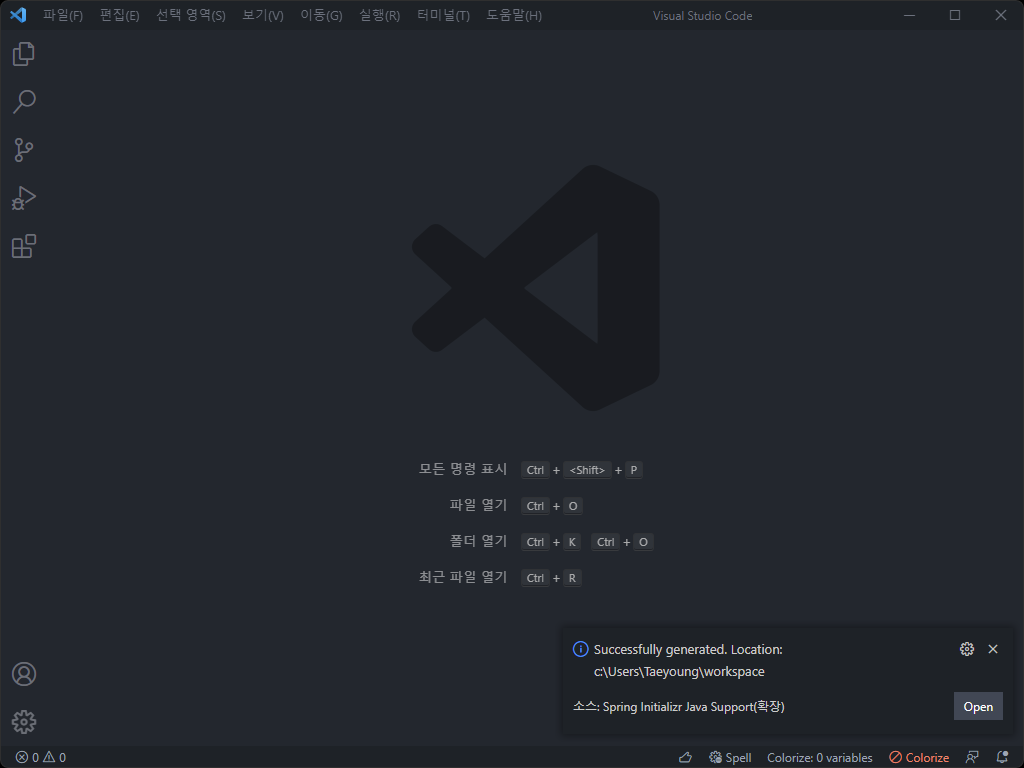 파일(F) 편집(E) 선택 영역(S) 보기(V) 이동(G) 실행(R) 터미널(T) 도움말(H) Visual Studio Code
모든 명령 표시 Ctrl + <Shift> + P
파일 열기 Ctrl + O
폴더 열기 Ctrl + K Ctrl + O
최근 파일 열기 Ctrl + R
Successfully generated. Location:
c:\Users\Taeyoung\workspace
소스: Spring Initializr Java Support(확장) Open
0 0 Spell Colorize: 0 variables Colorize